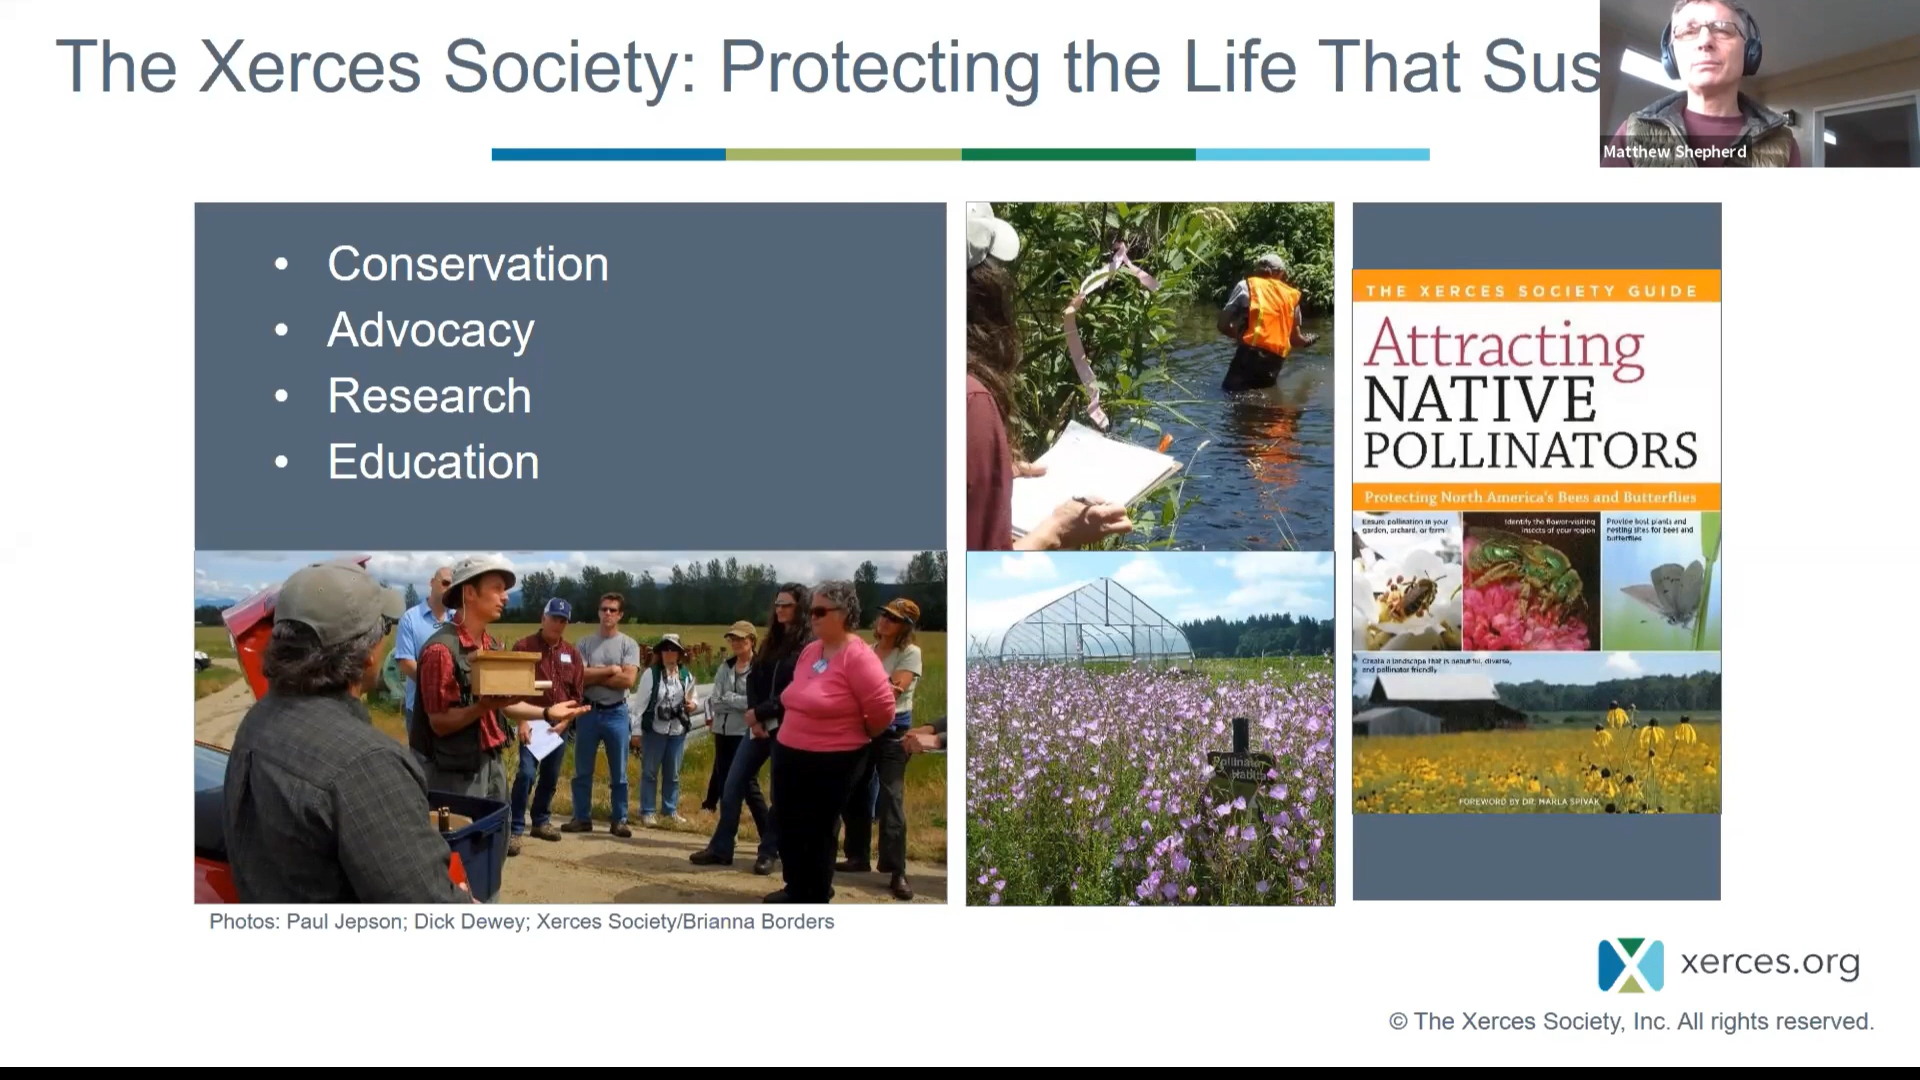 The Xerces Society: Protecting the Life That Sus
Matthew Shepherd
• Conservation
• Advocacy
• Research
• Education
THE XERCES SOCIETY GUIDE
Attracting
NATIVE
POLLINATORS
Protecting North America's Bees and Butterflies
Ensure pollination in your
garden, orchard, or farm
Identify the flower-visiting
insects of your region
Provide host plants and
nesting sites for bees and
butterflies
Create a landscape that is beautiful, diverse,
and pollinator friendly
FOREWORD BY DR. MARLA SPIVAK
Pollinator
Habitat
Photos: Paul Jepson; Dick Dewey; Xerces Society/Brianna Borders
xerces.org
© The Xerces Society, Inc. All rights reserved.